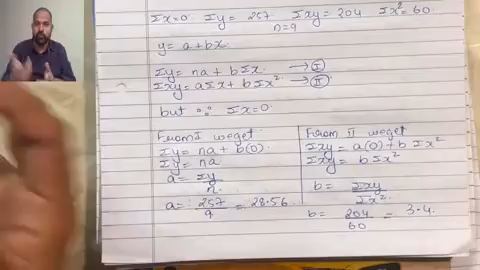 Σx=0. Σy= 257 Σxy= 204 Σx²=60.
n=9
y= a+bx.
Σy= na + bΣx. → I
Σxy= aΣx + bΣx² → II
but ∵ Σx=0.
From I we get
Σy= na + b(0).
Σy= na
a= Σy/n.
a= 257/9 = 28.56
From II we get
Σxy= a(0)+b Σx²
Σxy= bΣx²
b= Σxy/Σx².
b= 204/60 = 3.4.